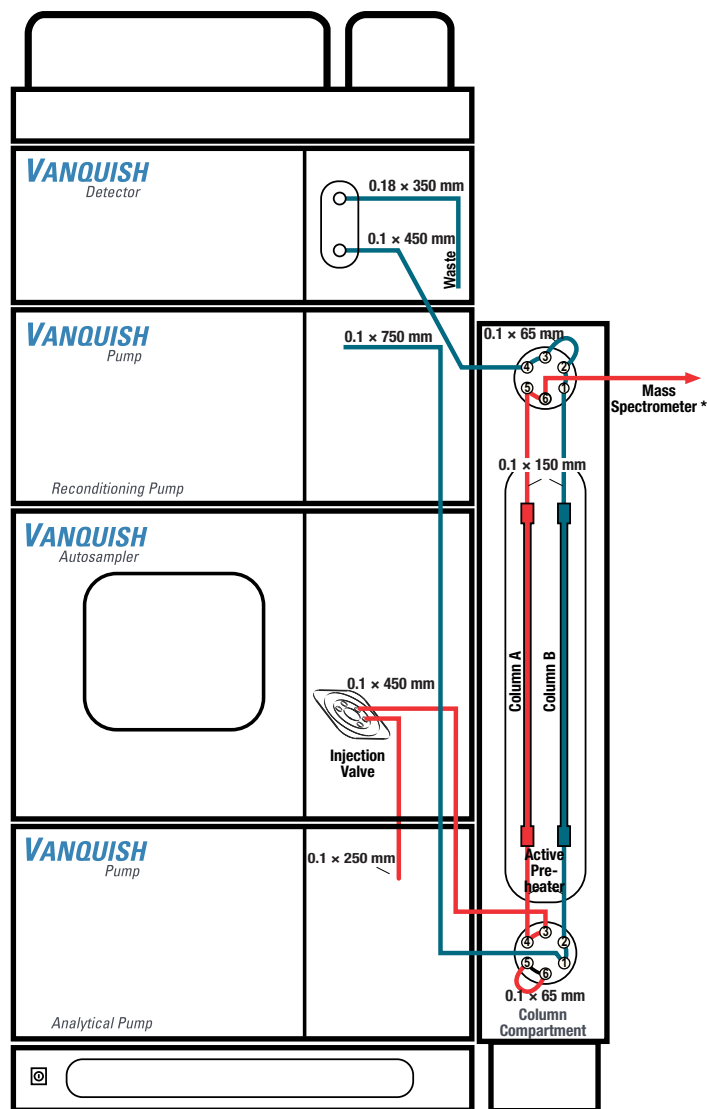 VANQUISH
Detector
0.18 × 350 mm
0.1 × 450 mm
Waste
VANQUISH
Pump
0.1 × 750 mm
Reconditioning Pump
0.1 × 65 mm
3
4
2
5
1
6
Mass
Spectrometer *
0.1 × 150 mm
VANQUISH
Autosampler
Column A
Column B
0.1 × 450 mm
Injection
Valve
VANQUISH
Pump
0.1 × 250 mm
Analytical Pump
Active
Pre-
heater
3
4
2
5
1
6
0.1 × 65 mm
Column
Compartment